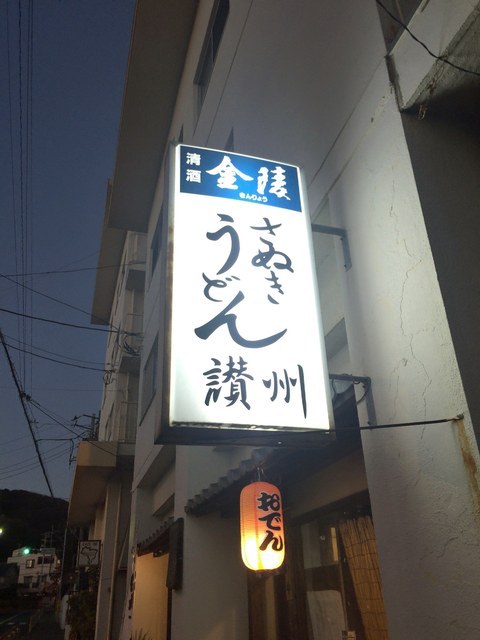 清酒
金陵
きんりょう
さぬき
うどん
讃州
おでん